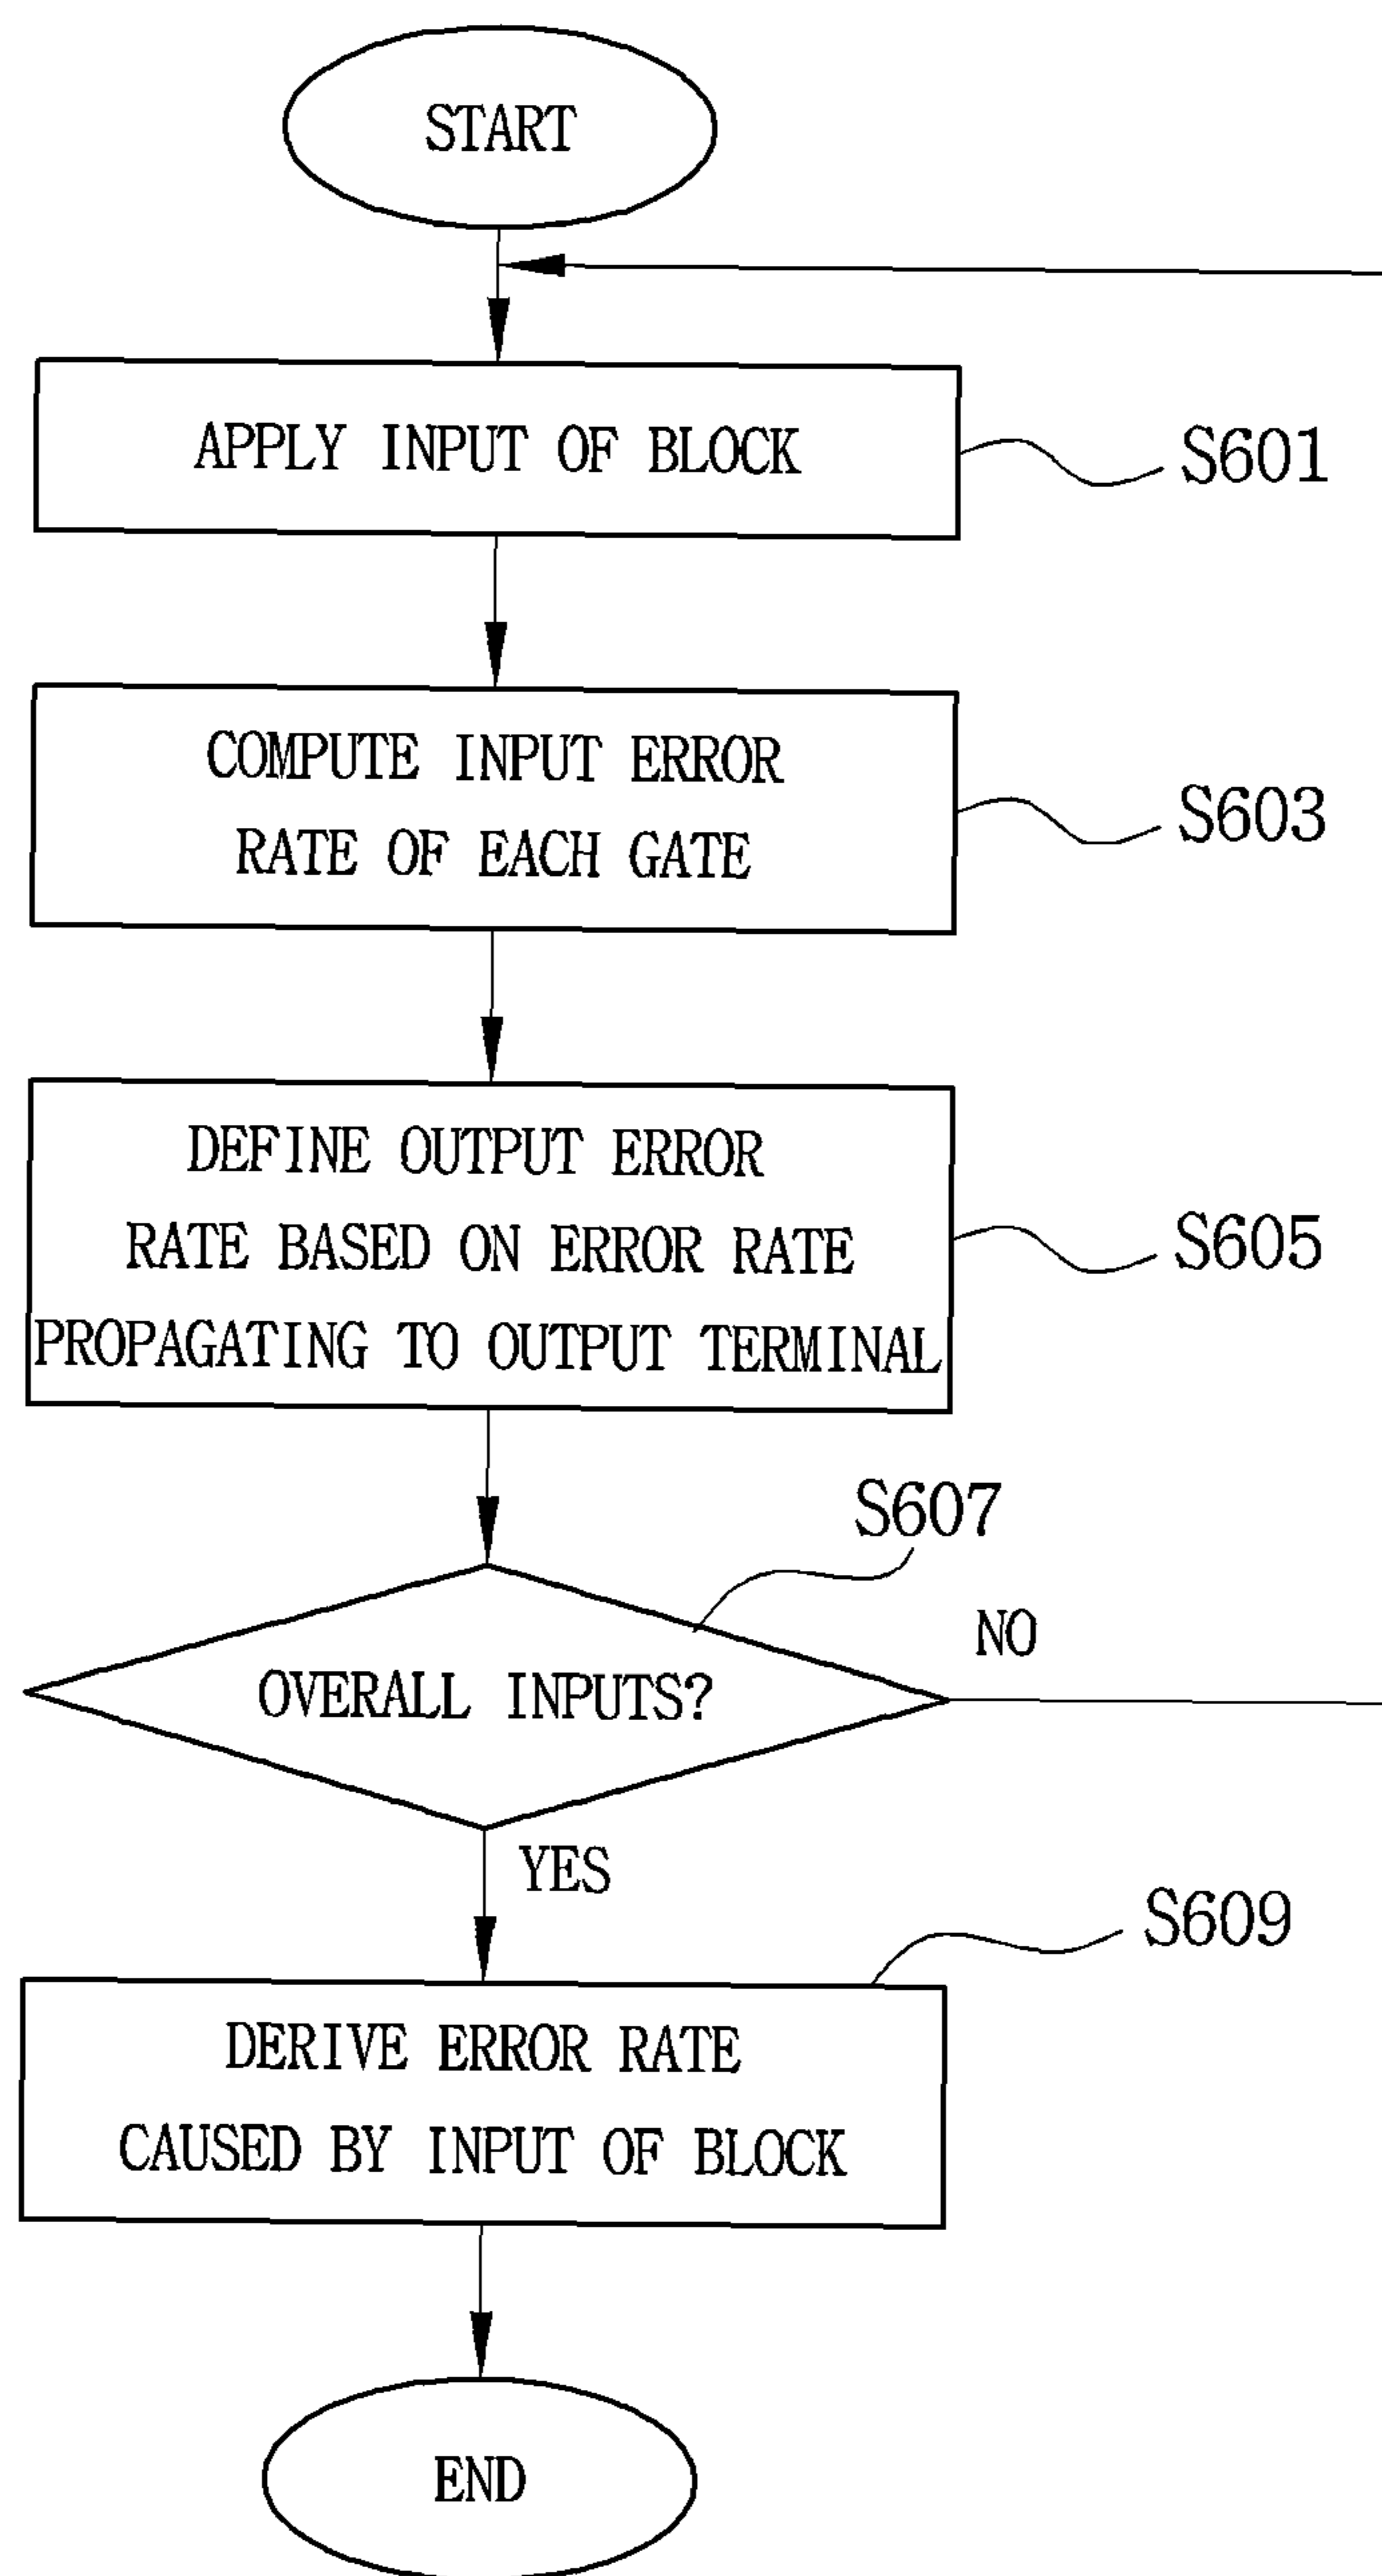 START
APPLY INPUT OF BLOCK
S601
COMPUTE INPUT ERROR
RATE OF EACH GATE
S603
DEFINE OUTPUT ERROR
RATE BASED ON ERROR RATE
PROPAGATING TO OUTPUT TERMINAL
S605
S607
OVERALL INPUTS?
NO
YES
S609
DERIVE ERROR RATE
CAUSED BY INPUT OF BLOCK
END